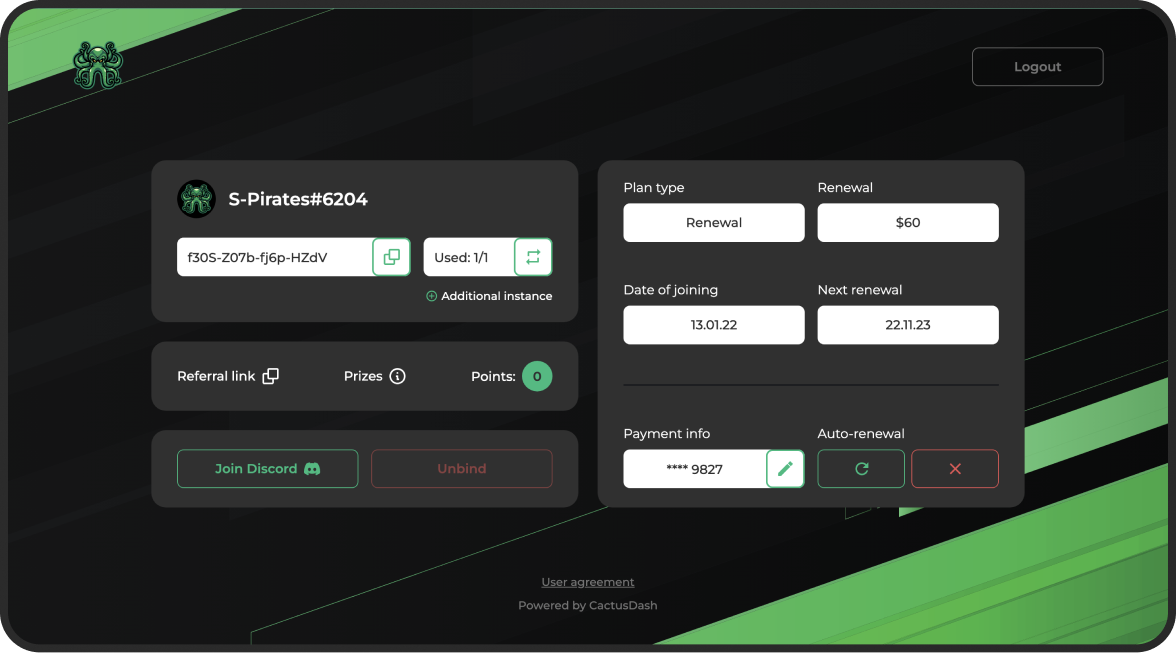 Logout
S-Pirates#6204
f30S-Z07b-fj6p-HZdV
Used: 1/1
Additional instance
Referral link
Prizes
Points: 0
Join Discord
Unbind
Plan type
Renewal
Renewal
$60
Date of joining
Next renewal
13.01.22
22.11.23
Payment info
Auto-renewal
**** 9827
User agreement
Powered by CactusDash